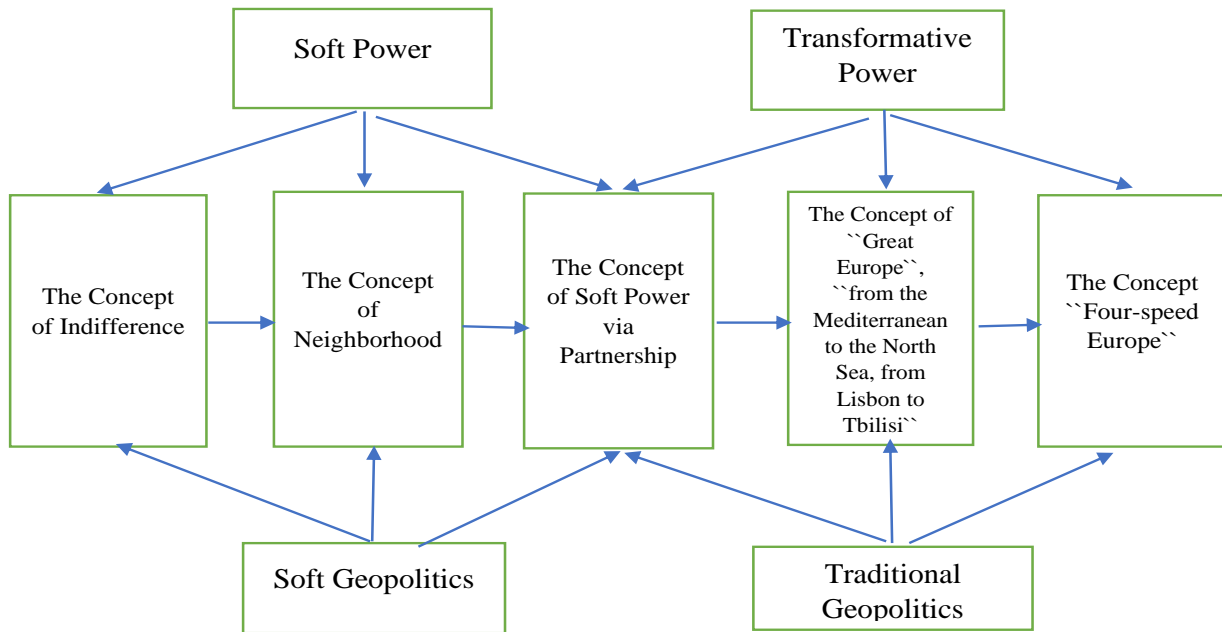 Soft Power
Transformative
Power
The Concept
of Indifference
The Concept
of
Neighborhood
The Concept
of Soft Power
via
Partnership
The Concept of
``Great
Europe``,
``from the
Mediterranean
to the North
Sea, from
Lisbon to
Tbilisi``
The Concept
``Four-speed
Europe``
Soft Geopolitics
Traditional
Geopolitics